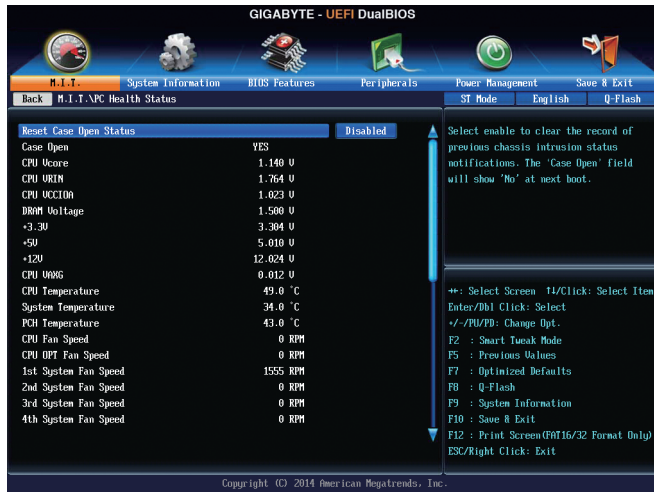 GIGABYTE - UEFI DualBIOS
M.I.T. System Information BIOS Features Peripherals Power Management Save & Exit
Back M.I.T.\PC Health Status ST Mode English Q-Flash
Reset Case Open Status Disabled
Case Open YES
CPU Vcore 1.140 V
CPU VRIN 1.764 V
CPU VCCIOA 1.023 V
DRAM Voltage 1.500 V
+3.3V 3.304 V
+5V 5.010 V
+12V 12.024 V
CPU VAXG 0.012 V
CPU Temperature 49.0 °C
System Temperature 34.0 °C
PCH Temperature 43.0 °C
CPU Fan Speed 0 RPM
CPU OPT Fan Speed 0 RPM
1st System Fan Speed 1555 RPM
2nd System Fan Speed 0 RPM
3rd System Fan Speed 0 RPM
4th System Fan Speed 0 RPM
Select enable to clear the record of
previous chassis intrusion status
notifications. The 'Case Open' field
will show 'No' at next boot.
→←: Select Screen ↑↓/Click: Select Item
Enter/Dbl Click: Select
+/-/PU/PD: Change Opt.
F2 : Smart Tweak Mode
F5 : Previous Values
F7 : Optimized Defaults
F8 : Q-Flash
F9 : System Information
F10 : Save & Exit
F12 : Print Screen(FAT16/32 Format Only)
ESC/Right Click: Exit
Copyright (C) 2014 American Megatrends, Inc.